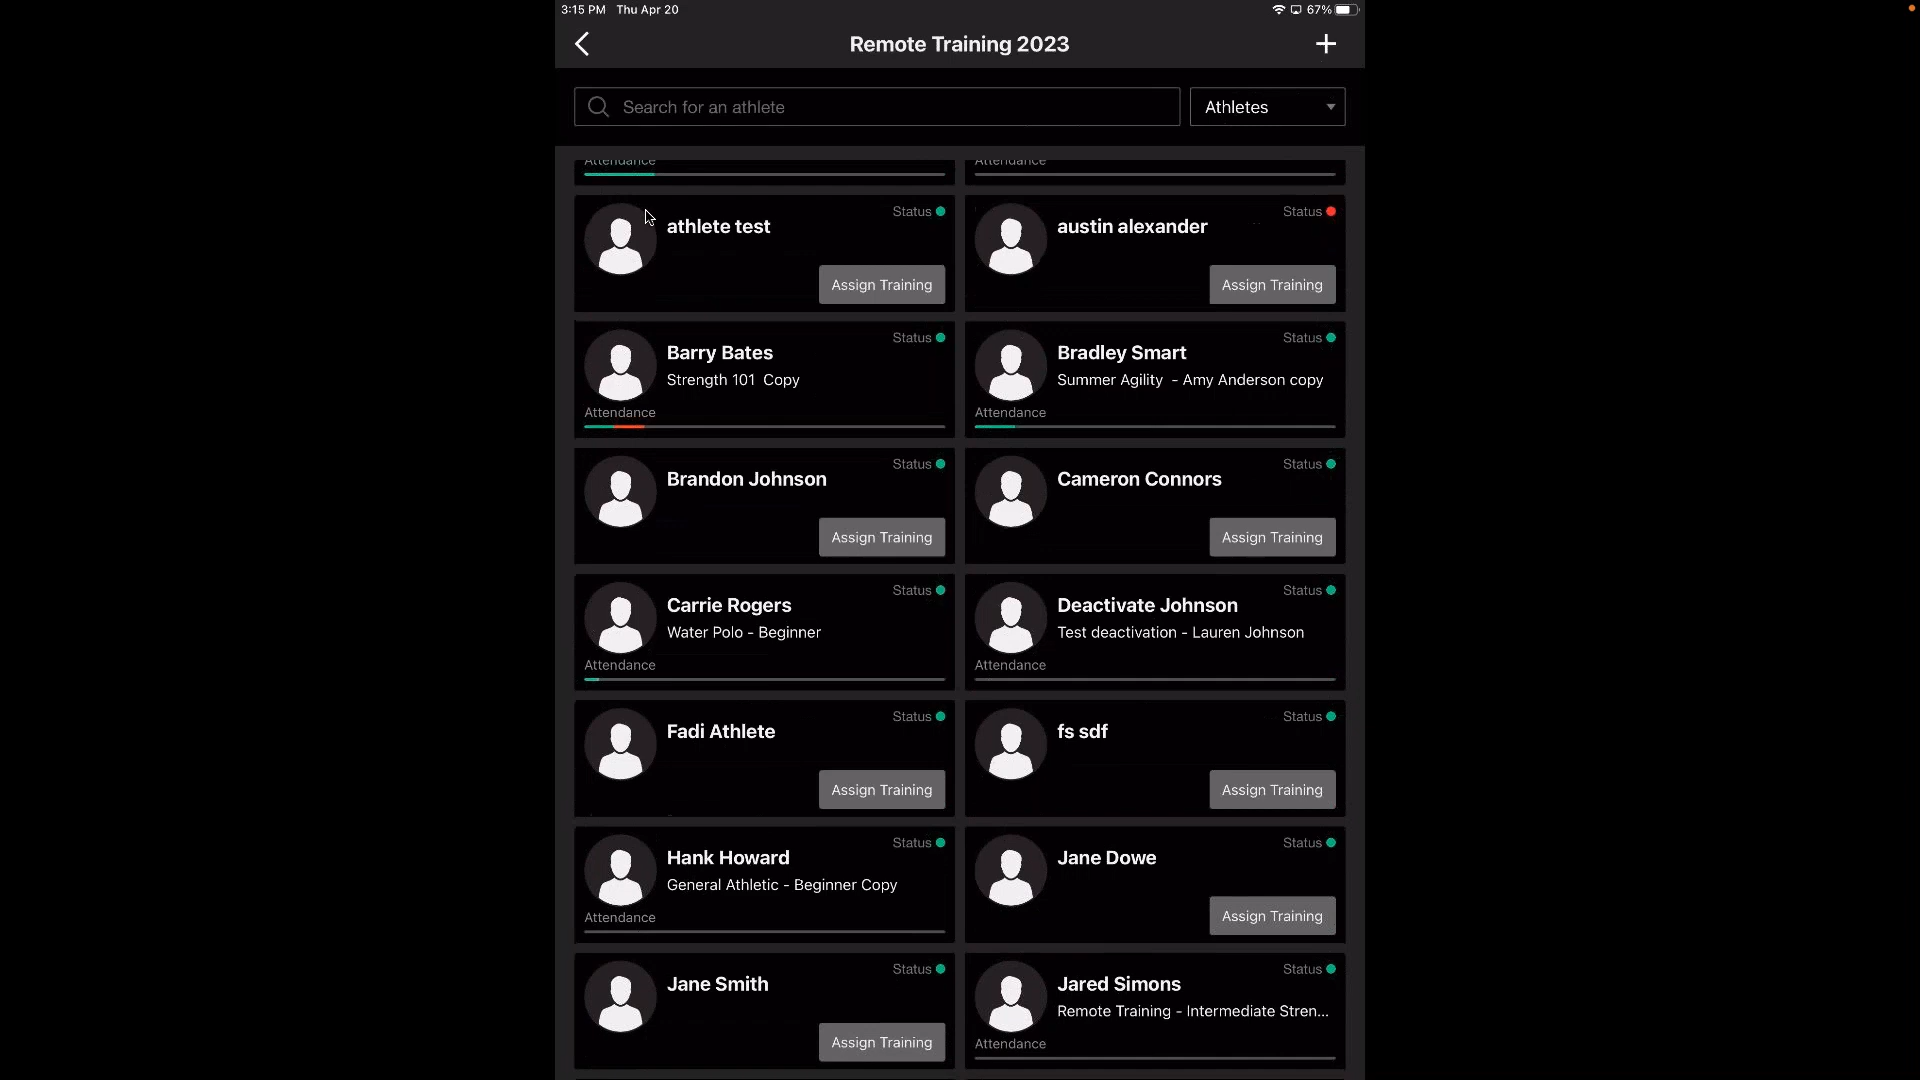 3:15 PM Thu Apr 20
67%
Remote Training 2023
Search for an athlete
Athletes
Attendance
Attendance
athlete test
Status
Assign Training
austin alexander
Status
Assign Training
Barry Bates
Status
Strength 101 Copy
Attendance
Bradley Smart
Status
Summer Agility - Amy Anderson copy
Attendance
Brandon Johnson
Status
Assign Training
Cameron Connors
Status
Assign Training
Carrie Rogers
Status
Water Polo - Beginner
Attendance
Deactivate Johnson
Status
Test deactivation - Lauren Johnson
Attendance
Fadi Athlete
Status
Assign Training
fs sdf
Status
Assign Training
Hank Howard
Status
General Athletic - Beginner Copy
Attendance
Jane Dowe
Status
Assign Training
Jane Smith
Status
Assign Training
Jared Simons
Status
Remote Training - Intermediate Stren...
Attendance